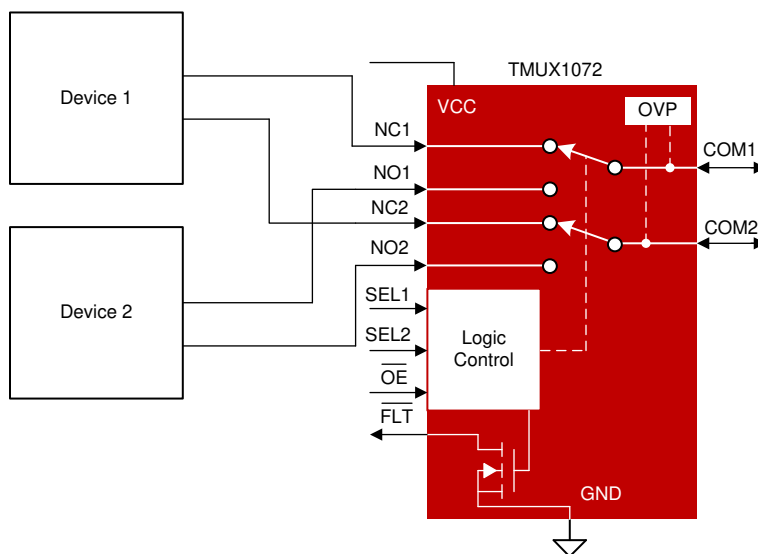 TMUX1072
Device 1
VCC
OVP
NC1
COM1
NO1
NC2
COM2
NO2
Device 2
SEL1
SEL2
Logic
Control
OE
FLT
GND